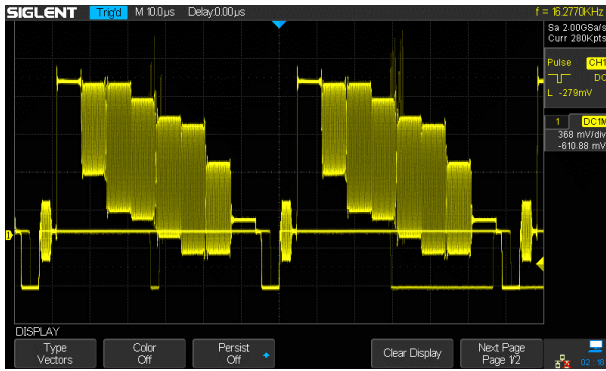 SIGLENT Trig'd M 10.0µs Delay:0.00µs f = 16.2770KHz
Sa 2.00GSa/s
Curr 280Kpts
Pulse CH1
DC
L -279mV
1 DC1M
368 mV/div
-610.88 mV
1
DISPLAY
Type Vectors
Color Off
Persist Off
Clear Display
Next Page Page 1/2
02:18